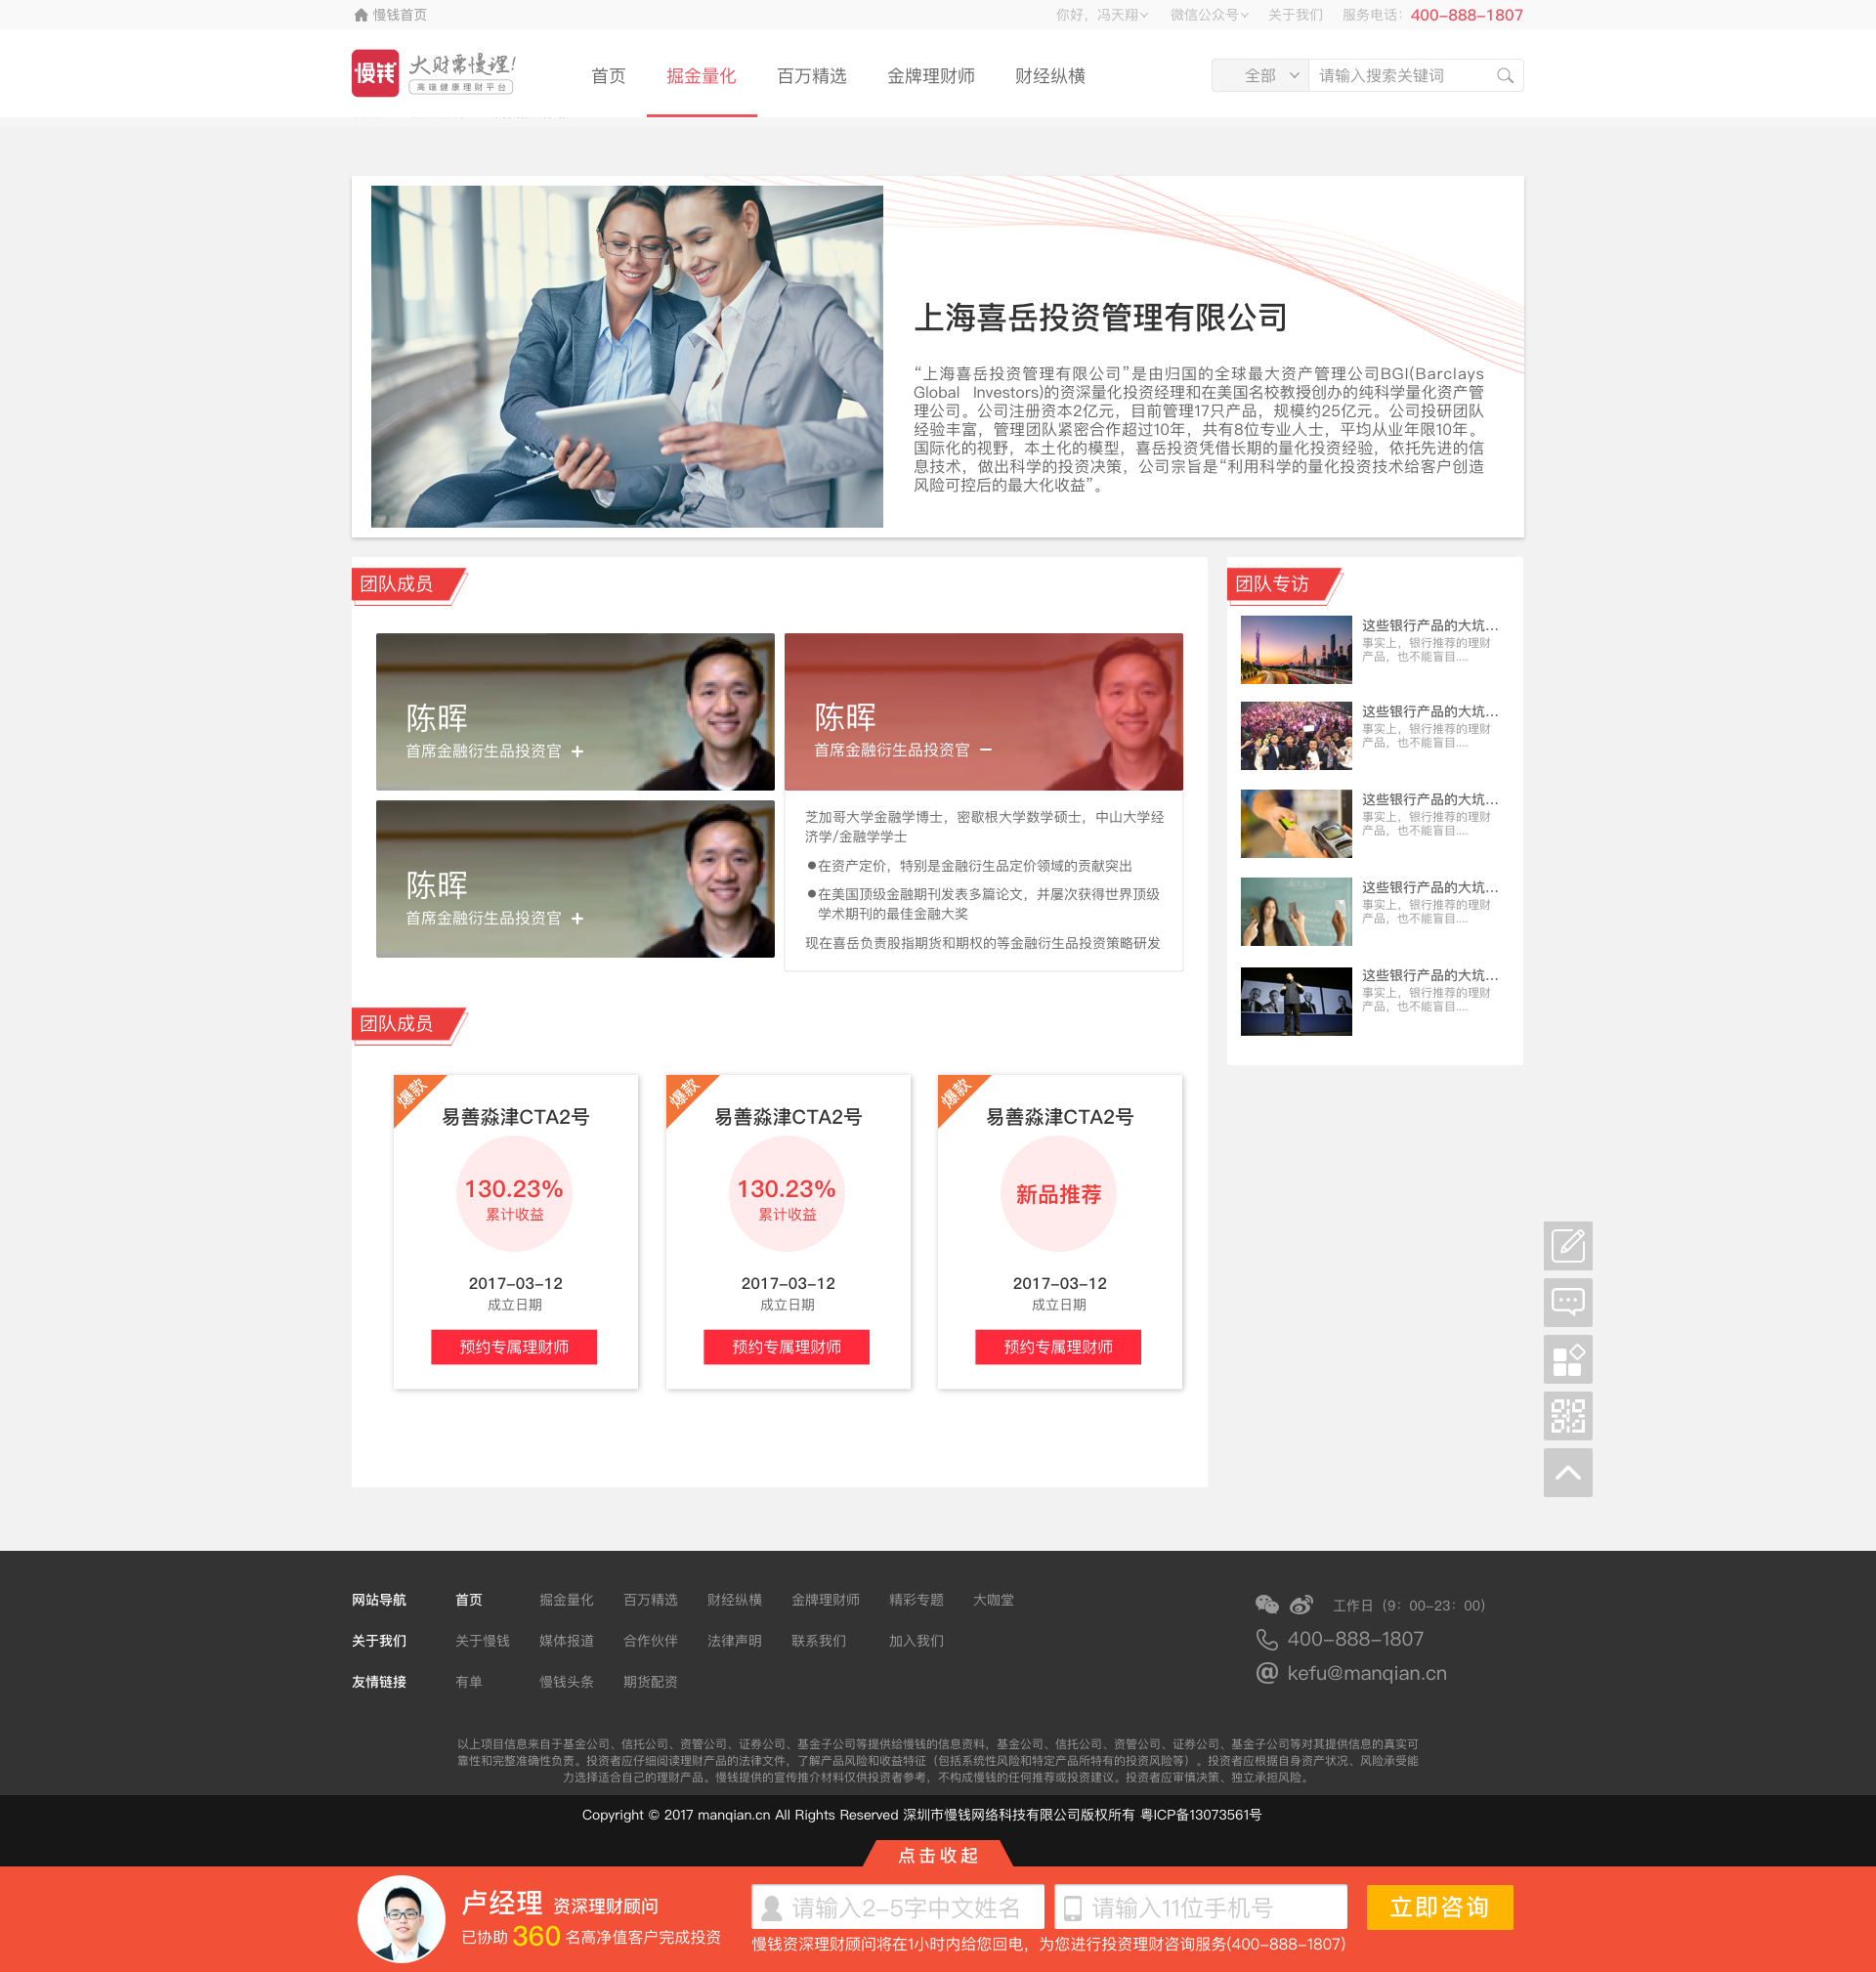 慢钱首页
你好，冯天翔
微信公众号
关于我们
服务电话：400-888-1807
慢钱
大财需慢理！
高端健康理财平台
首页
掘金量化
百万精选
金牌理财师
财经纵横
全部
请输入搜索关键词
上海喜岳投资管理有限公司
“上海喜岳投资管理有限公司”是由归国的全球最大资产管理公司BGI(Barclays
Global Investors)的资深量化投资经理和在美国名校教授创办的纯科学量化资产管
理公司。公司注册资本2亿元，目前管理17只产品，规模约25亿元。公司投研团队
经验丰富，管理团队紧密合作超过10年，共有8位专业人士，平均从业年限10年。
国际化的视野，本土化的模型，喜岳投资凭借长期的量化投资经验，依托先进的信
息技术，做出科学的投资决策，公司宗旨是“利用科学的量化投资技术给客户创造
风险可控后的最大化收益”。
团队成员
陈晖
首席金融衍生品投资官
陈晖
首席金融衍生品投资官
陈晖
首席金融衍生品投资官
芝加哥大学金融学博士，密歇根大学数学硕士，中山大学经
济学/金融学学士
●在资产定价，特别是金融衍生品定价领域的贡献突出
●在美国顶级金融期刊发表多篇论文，并屡次获得世界顶级
学术期刊的最佳金融大奖
现在喜岳负责股指期货和期权的等金融衍生品投资策略研发
团队专访
这些银行产品的大坑...
事实上，银行推荐的理财
产品，也不能盲目....
这些银行产品的大坑...
事实上，银行推荐的理财
产品，也不能盲目....
这些银行产品的大坑...
事实上，银行推荐的理财
产品，也不能盲目....
这些银行产品的大坑...
事实上，银行推荐的理财
产品，也不能盲目....
这些银行产品的大坑...
事实上，银行推荐的理财
产品，也不能盲目....
团队成员
爆款
易善淼津CTA2号
130.23%
累计收益
2017-03-12
成立日期
预约专属理财师
爆款
易善淼津CTA2号
130.23%
累计收益
2017-03-12
成立日期
预约专属理财师
爆款
易善淼津CTA2号
新品推荐
2017-03-12
成立日期
预约专属理财师
网站导航 首页 掘金量化 百万精选 财经纵横 金牌理财师 精彩专题 大咖堂
关于我们 关于慢钱 媒体报道 合作伙伴 法律声明 联系我们 加入我们
友情链接 有单 慢钱头条 期货配资
工作日（9：00-23：00）
400-888-1807
kefu@manqian.cn
以上项目信息来自于基金公司、信托公司、资管公司、证券公司、基金子公司等提供给慢钱的信息资料，基金公司、信托公司、资管公司、证券公司、基金子公司等对其提供信息的真实可
靠性和完整准确性负责。投资者应仔细阅读理财产品的法律文件，了解产品风险和收益特征（包括系统性风险和特定产品所特有的投资风险等）。投资者应根据自身资产状况、风险承受能
力选择适合自己的理财产品。慢钱提供的宣传推介材料仅供投资者参考，不构成慢钱的任何推荐或投资建议。投资者应审慎决策、独立承担风险。
Copyright © 2017 manqian.cn All Rights Reserved 深圳市慢钱网络科技有限公司版权所有 粤ICP备13073561号
点击收起
卢经理 资深理财顾问
已协助 360 名高净值客户完成投资
请输入2-5字中文姓名
请输入11位手机号
立即咨询
慢钱资深理财顾问将在1小时内给您回电，为您进行投资理财咨询服务(400-888-1807)